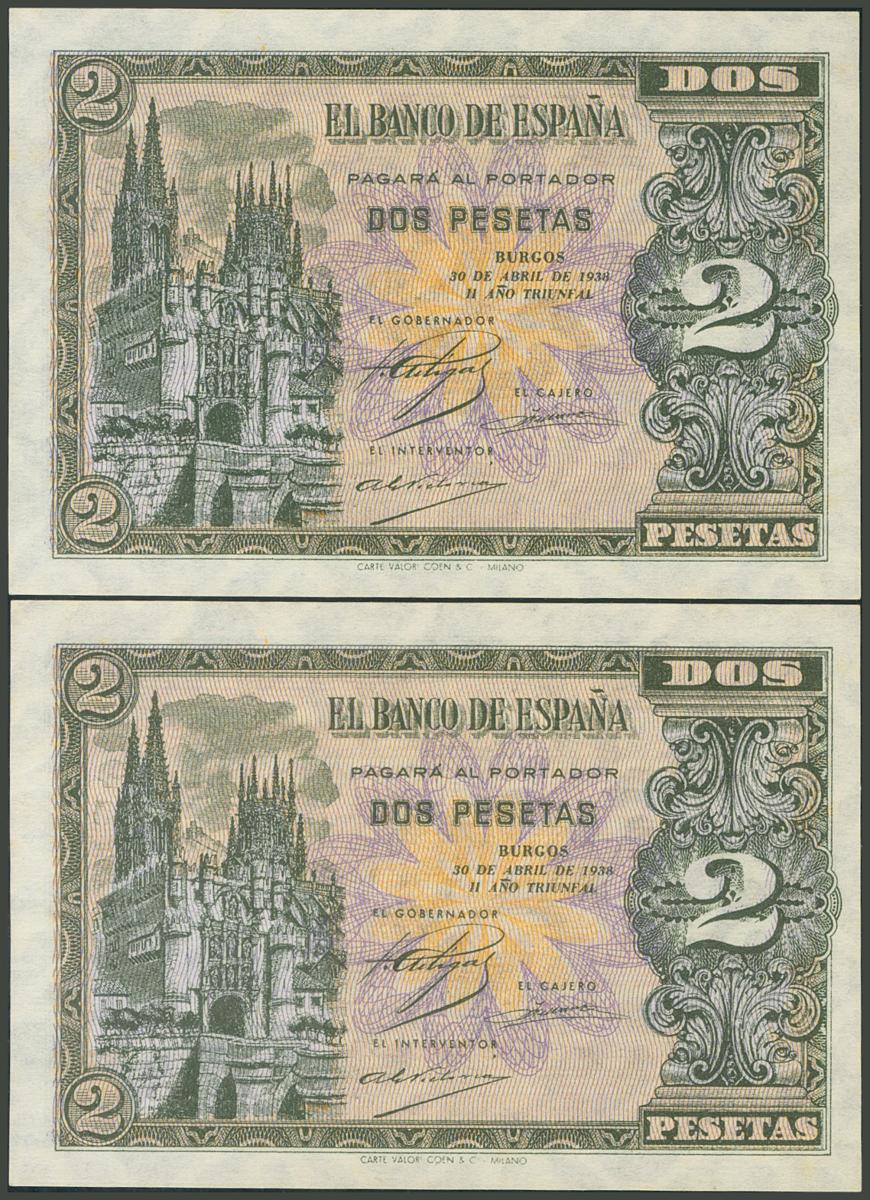 2
DOS
EL BANCO DE ESPAÑA
PAGARÁ AL PORTADOR
DOS PESETAS
BURGOS
30 DE ABRIL DE 1938
II AÑO TRIUNFAL
EL GOBERNADOR
2
EL CAJERO
EL INTERVENTOR,
2
PESETAS
CARTE VALORI COEN & C. - MILANO
2
DOS
EL BANCO DE ESPAÑA
PAGARÁ AL PORTADOR
DOS PESETAS
BURGOS
30 DE ABRIL DE 1938
II AÑO TRIUNFAL
EL GOBERNADOR
2
EL CAJERO
EL INTERVENTOR,
2
PESETAS
CARTE VALORI COEN & C. - MILANO